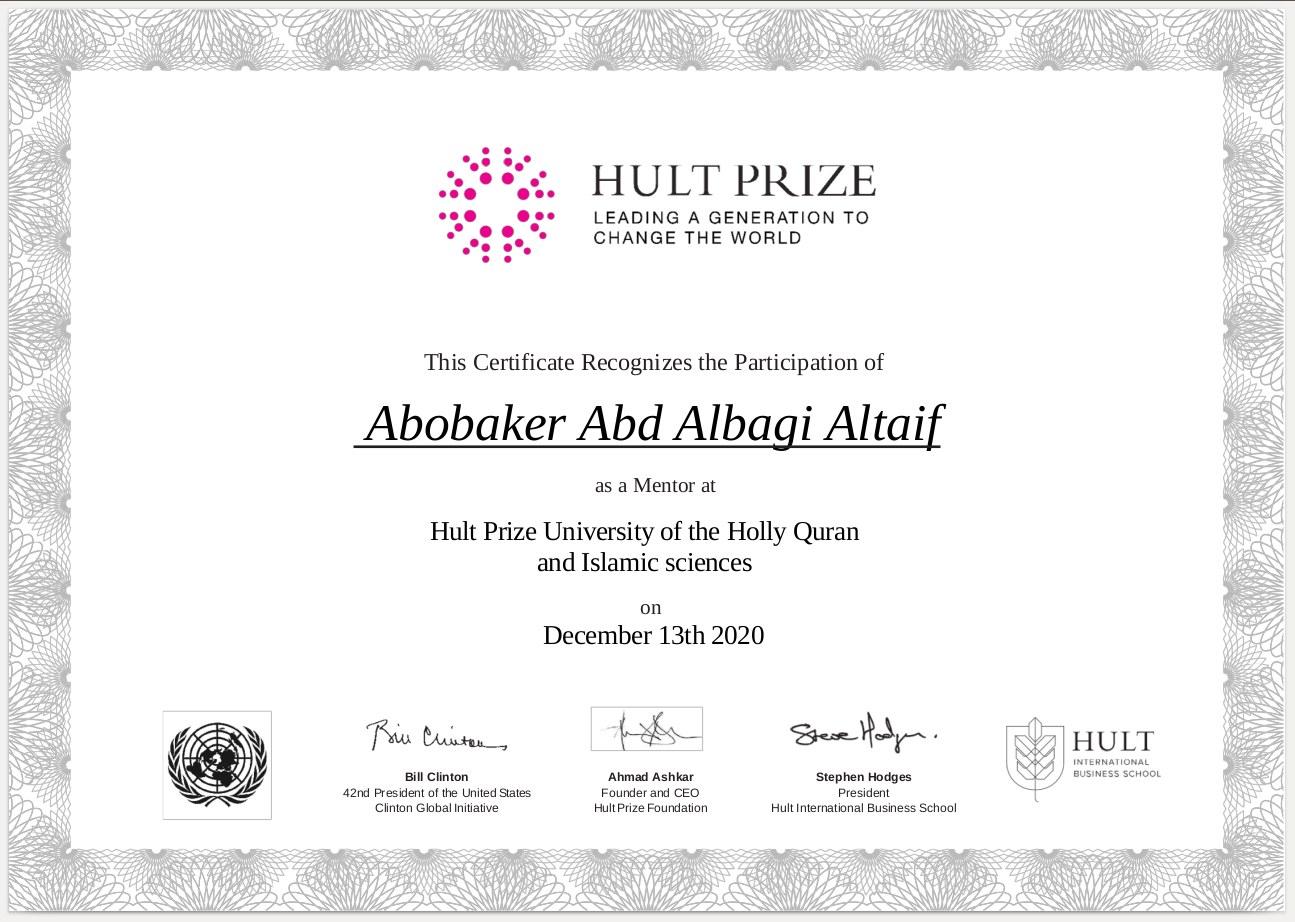 HULT PRIZE
LEADING A GENERATION TO
CHANGE THE WORLD
This Certificate Recognizes the Participation of
Abobaker Abd Albagi Altaif
as a Mentor at
Hult Prize University of the Holly Quran
and Islamic sciences
on
December 13th 2020
Bill Clinton
Bill Clinton
42nd President of the United States
Clinton Global Initiative
Ahmad Ashkar
Founder and CEO
Hult Prize Foundation
Steve Hodges.
Stephen Hodges
President
Hult International Business School
HULT
INTERNATIONAL
BUSINESS SCHOOL